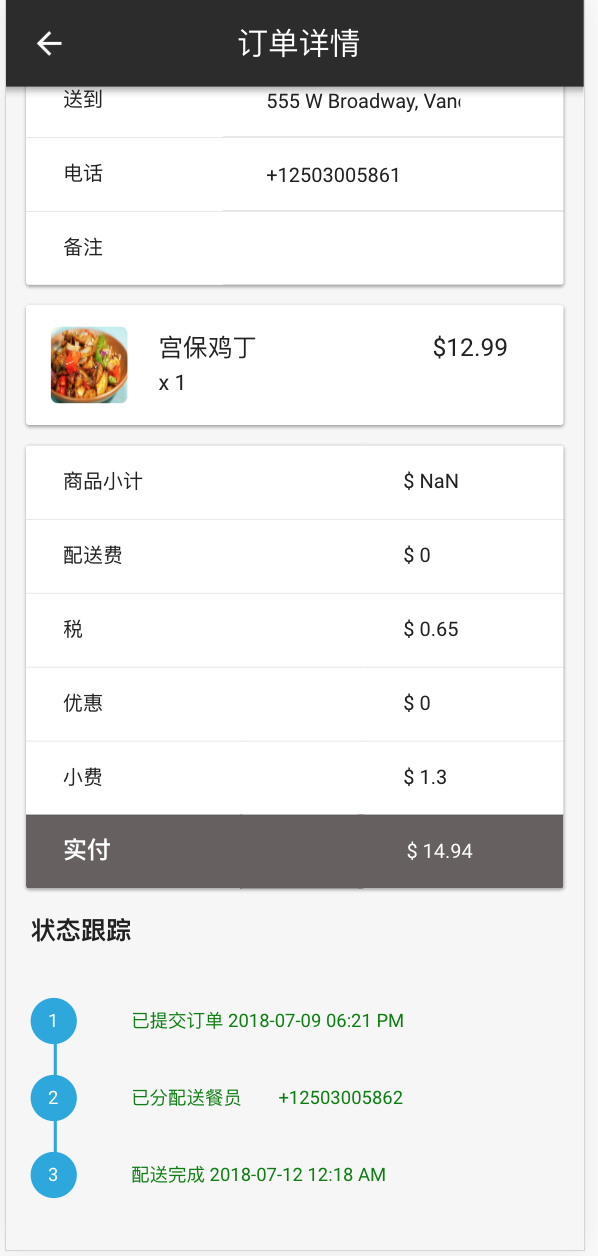 订单详情
送到 555 W Broadway, Van
电话 +12503005861
备注
宫保鸡丁 $12.99
x 1
商品小计 $ NaN
配送费 $ 0
税 $ 0.65
优惠 $ 0
小费 $ 1.3
实付 $ 14.94
状态跟踪
1 已提交订单 2018-07-09 06:21 PM
2 已分配送餐员 +12503005862
3 配送完成 2018-07-12 12:18 AM